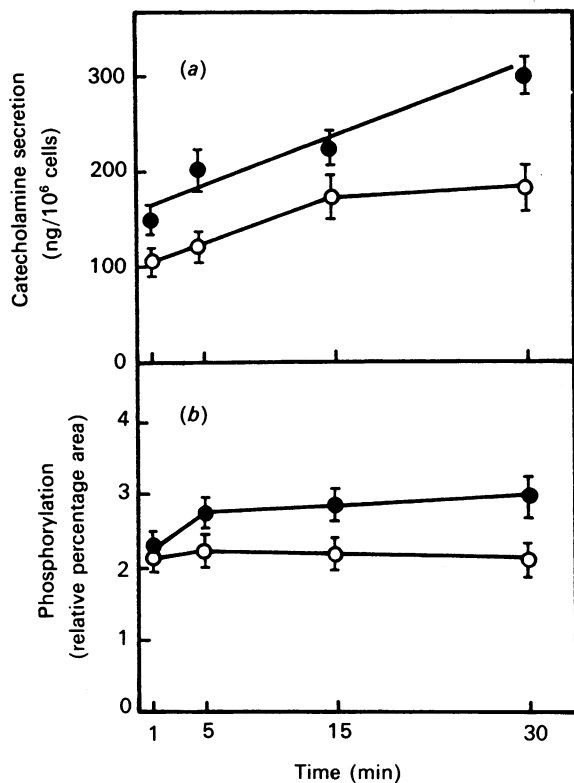 Catecholamine secretion
(ng/10⁶ cells)
300
200
100
0
(a)
Phosphorylation
(relative percentage area)
4
3
2
1
0
(b)
1 5 15 30
Time (min)